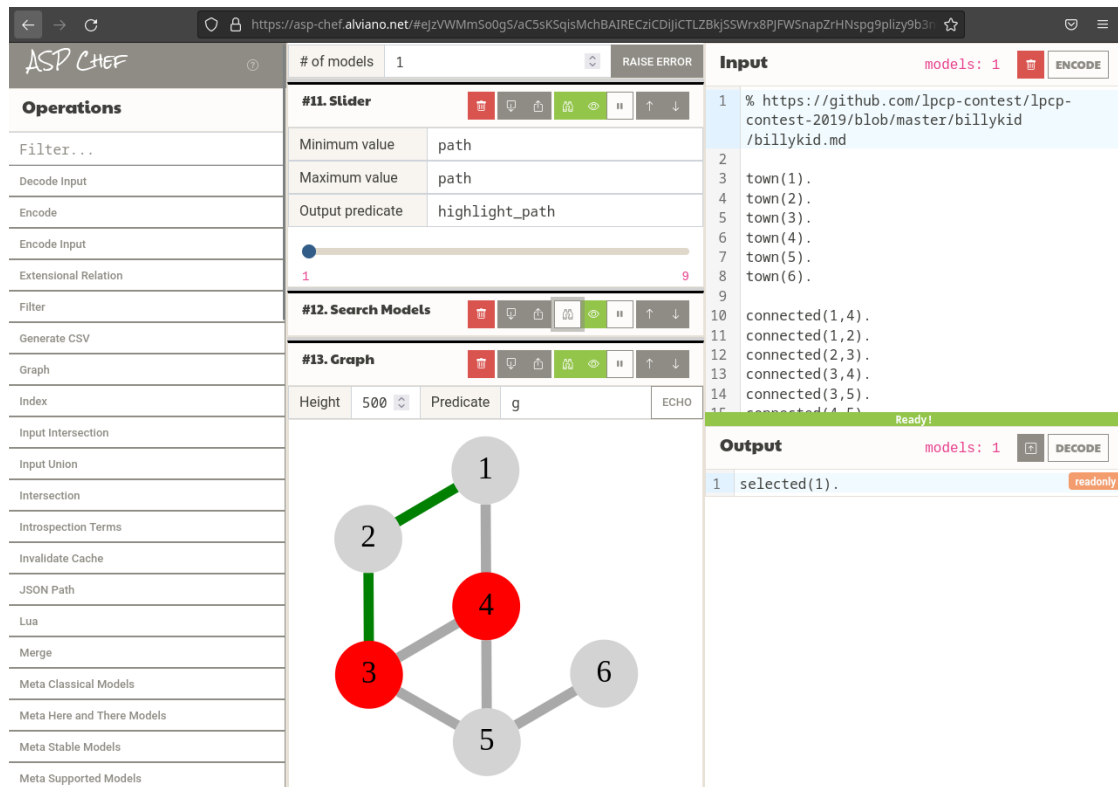 https://asp-chef.alviano.net/#eJzVWMmSo0gS/aC5sKSqisMchBAIRECziCDiJiCTLZBkjSSWrx8PJFWSnapZrHNspg9plizy9b3n
ASP CHEF
Operations
Filter...
Decode Input
Encode
Encode Input
Extensional Relation
Filter
Generate CSV
Graph
Index
Input Intersection
Input Union
Intersection
Introspection Terms
Invalidate Cache
JSON Path
Lua
Merge
Meta Classical Models
Meta Here and There Models
Meta Stable Models
Meta Supported Models
# of models 1 RAISE ERROR
#11. Slider
Minimum value path
Maximum value path
Output predicate highlight_path
1 9
#12. Search Models
#13. Graph
Height 500 Predicate g ECHO
1
2
4
3
6
5
Input models: 1 ENCODE
1 % https://github.com/lpcp-contest/lpcp-
contest-2019/blob/master/billykid
/billykid.md
2
3 town(1).
4 town(2).
5 town(3).
6 town(4).
7 town(5).
8 town(6).
9
10 connected(1,4).
11 connected(1,2).
12 connected(2,3).
13 connected(3,4).
14 connected(3,5).
15 connected(4,5).
Ready!
Output models: 1 DECODE
1 selected(1). readonly